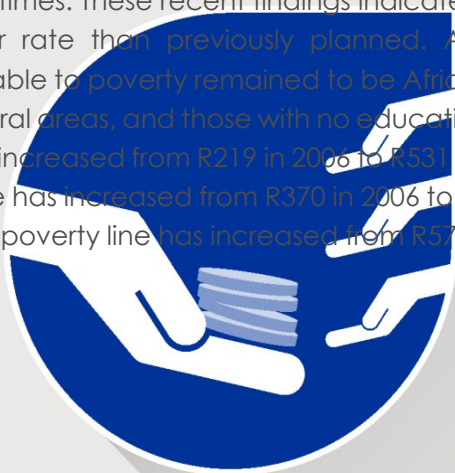 times. These recent findings indicate
r rate than previously planned. A
able to poverty remained to be Afric
ral areas, and those with no educati
increased from R219 in 2006 to R531
e has increased from R370 in 2006 to
poverty line has increased from R57